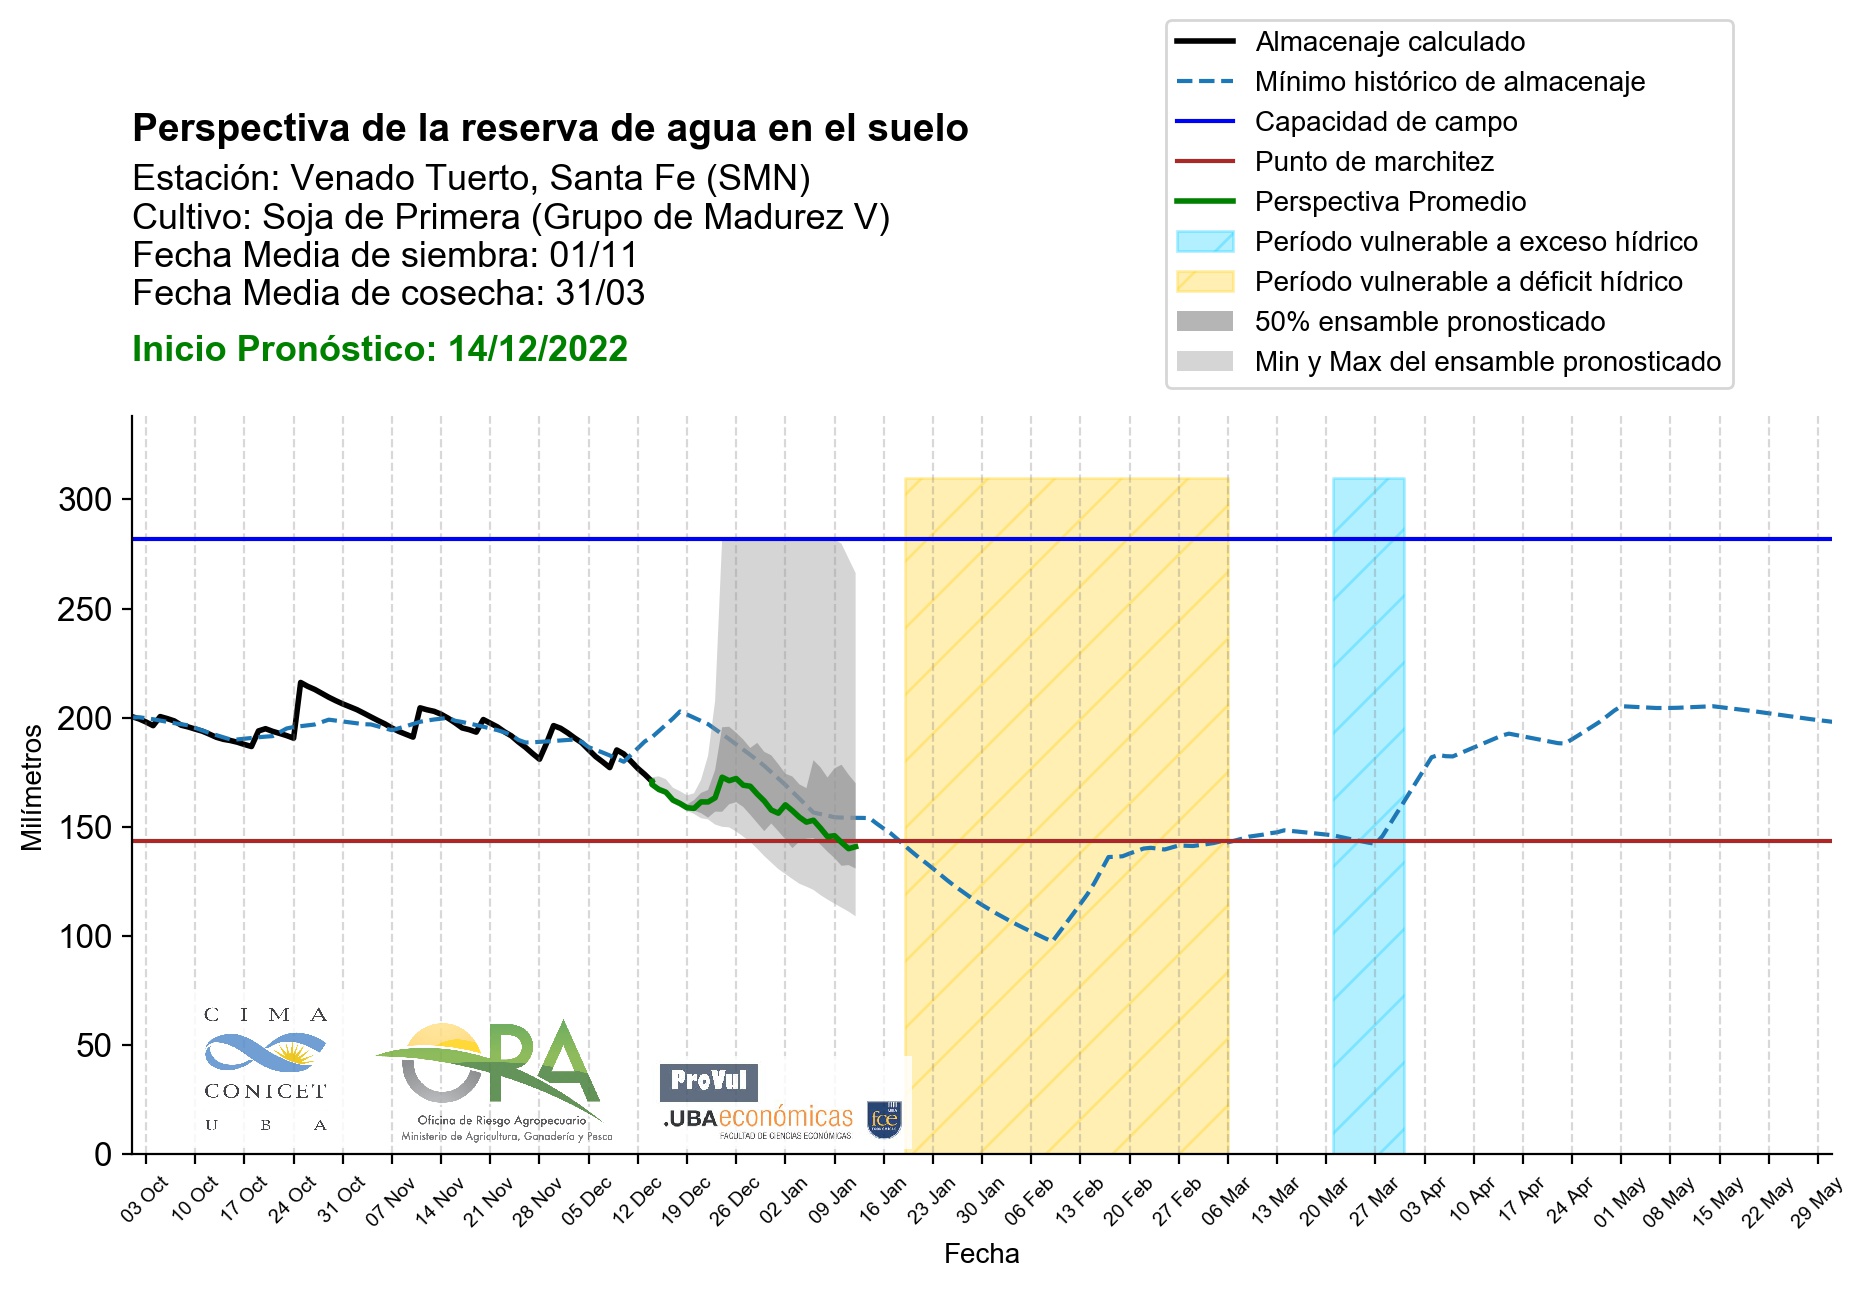 Almacenaje calculado
Mínimo histórico de almacenaje
Capacidad de campo
Punto de marchitez
Perspectiva Promedio
Período vulnerable a exceso hídrico
Período vulnerable a déficit hídrico
50% ensamble pronosticado
Min y Max del ensamble pronosticado
Perspectiva de la reserva de agua en el suelo
Estación: Venado Tuerto, Santa Fe (SMN)
Cultivo: Soja de Primera (Grupo de Madurez V)
Fecha Media de siembra: 01/11
Fecha Media de cosecha: 31/03
Inicio Pronóstico: 14/12/2022
Milímetros
300
250
200
150
100
50
0
CIMA
CONICET
UBA
ORA
Oficina de Riesgo Agropecuario
Ministerio de Agricultura, Ganadería y Pesca
ProVul
.UBAeconómicas
FACULTAD DE CIENCIAS ECONÓMICAS
UBA
fce
ECONÓMICAS
03 Oct
10 Oct
17 Oct
24 Oct
31 Oct
07 Nov
14 Nov
21 Nov
28 Nov
05 Dec
12 Dec
19 Dec
26 Dec
02 Jan
09 Jan
16 Jan
23 Jan
30 Jan
06 Feb
13 Feb
20 Feb
27 Feb
06 Mar
13 Mar
20 Mar
27 Mar
03 Apr
10 Apr
17 Apr
24 Apr
01 May
08 May
15 May
22 May
29 May
Fecha